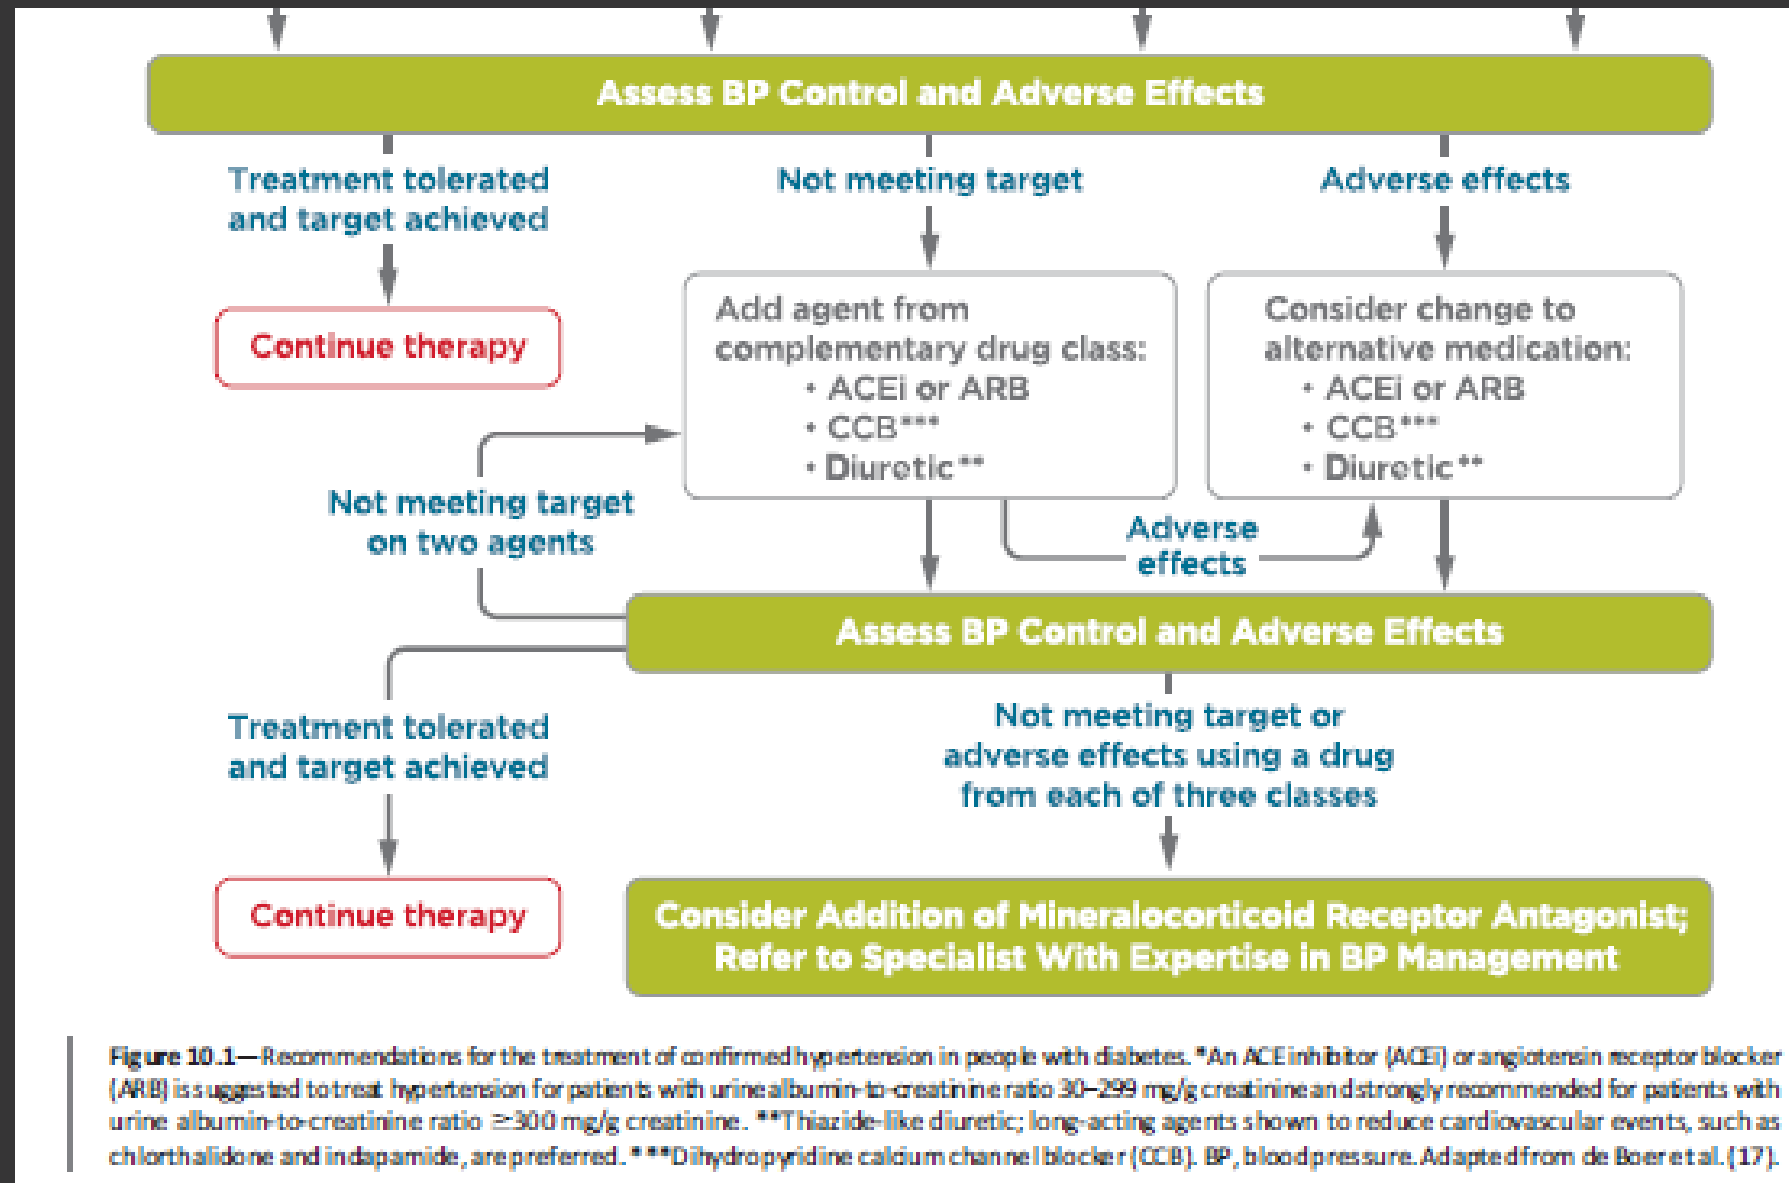 Assess BP Control and Adverse Effects
Treatment tolerated
and target achieved
Not meeting target
Adverse effects
Continue therapy
Add agent from
complementary drug class:
• ACEi or ARB
• CCB***
• Diuretic**
Consider change to
alternative medication:
• ACEi or ARB
• CCB***
• Diuretic**
Not meeting target
on two agents
Adverse
effects
Assess BP Control and Adverse Effects
Treatment tolerated
and target achieved
Not meeting target or
adverse effects using a drug
from each of three classes
Continue therapy
Consider Addition of Mineralocorticoid Receptor Antagonist;
Refer to Specialist With Expertise in BP Management
Figure 10.1—Recommendations for the treatment of confirmed hypertension in people with diabetes. *An ACE inhibitor (ACEi) or angiotensin receptor blocker
(ARB) is suggested to treat hypertension for patients with urine albumin-to-creatinine ratio 30–299 mg/g creatinine and strongly recommended for patients with
urine albumin-to-creatinine ratio ≥300 mg/g creatinine. **Thiazide-like diuretic; long-acting agents shown to reduce cardiovascular events, such as
chlorthalidone and indapamide, are preferred. ***Dihydropyridine calcium channel blocker (CCB). BP, blood pressure. Adapted from de Boer et al. (17).